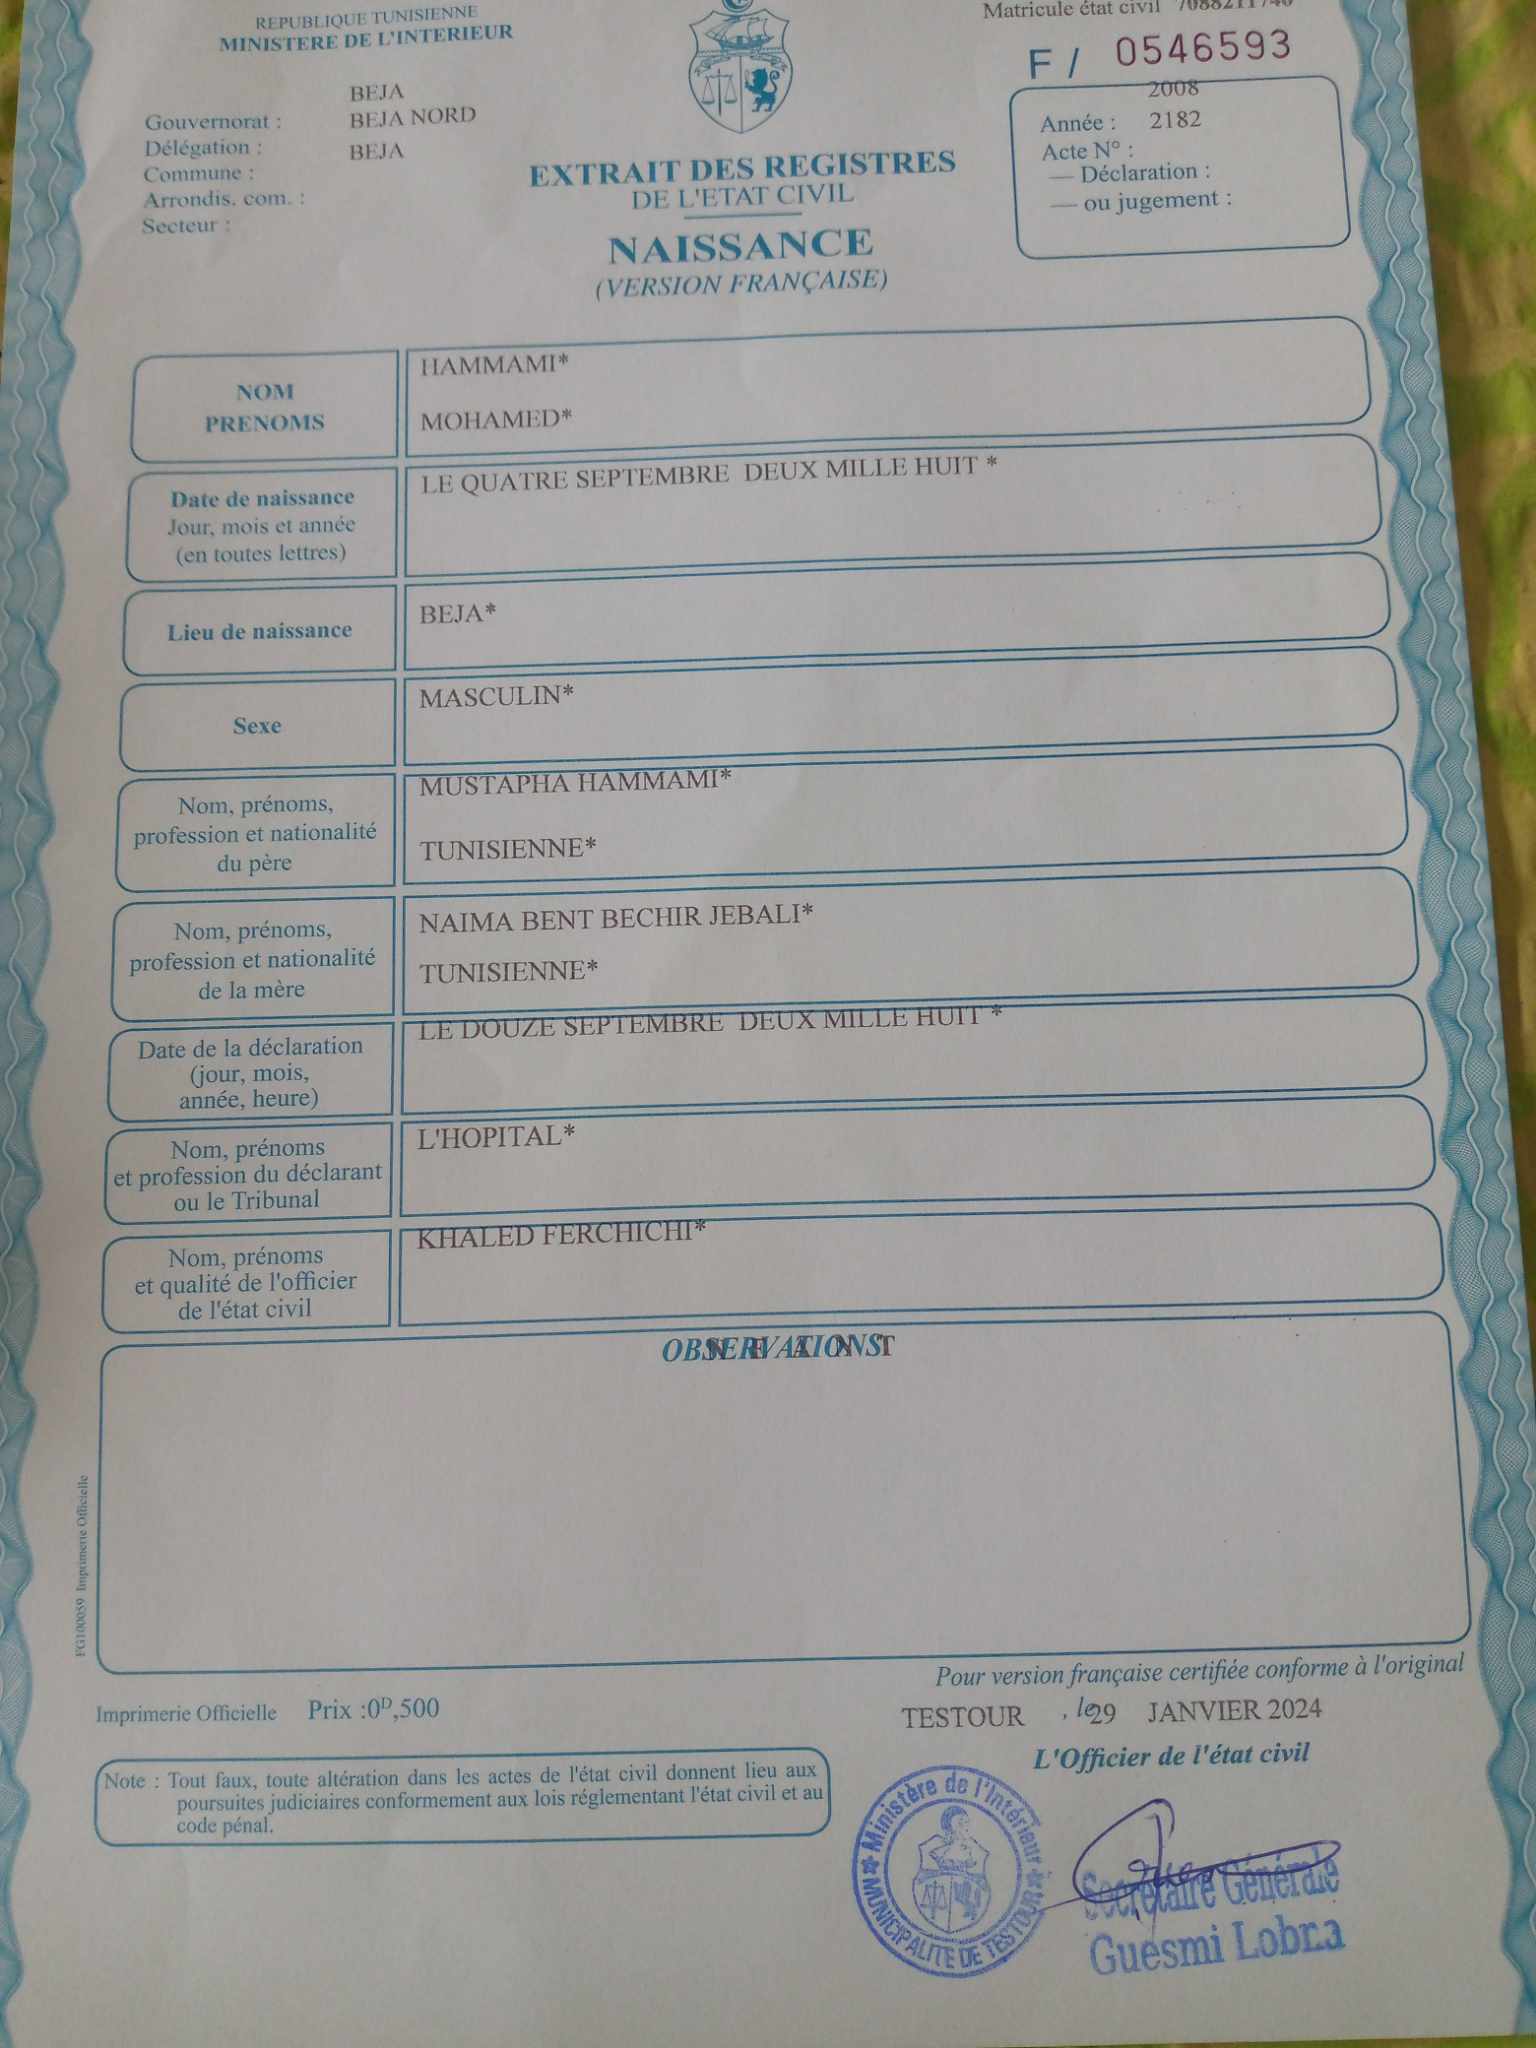 REPUBLIQUE TUNISIENNE
MINISTERE DE L'INTERIEUR
Matricule état civil
F / 0546593
Gouvernorat : BEJA
Délégation : BEJA NORD
Commune : BEJA
Arrondis. com. :
Secteur :
2008
Année : 2182
Acte N° :
— Déclaration :
— ou jugement :
EXTRAIT DES REGISTRES
DE L'ETAT CIVIL
NAISSANCE
(VERSION FRANÇAISE)
NOM
PRENOMS
HAMMAMI*
MOHAMED*
Date de naissance
Jour, mois et année
(en toutes lettres)
LE QUATRE SEPTEMBRE DEUX MILLE HUIT *
Lieu de naissance
BEJA*
Sexe
MASCULIN*
Nom, prénoms,
profession et nationalité
du père
MUSTAPHA HAMMAMI*
TUNISIENNE*
Nom, prénoms,
profession et nationalité
de la mère
NAIMA BENT BECHIR JEBALI*
TUNISIENNE*
Date de la déclaration
(jour, mois,
année, heure)
LE DOUZE SEPTEMBRE DEUX MILLE HUIT *
Nom, prénoms
et profession du déclarant
ou le Tribunal
L'HOPITAL*
Nom, prénoms
et qualité de l'officier
de l'état civil
KHALED FERCHICHI*
OBSERVATIONS
N E A N T
FG100059 Imprimerie Officielle
Pour version française certifiée conforme à l'original
Imprimerie Officielle Prix :0ᴰ,500
TESTOUR , le 29 JANVIER 2024
L'Officier de l'état civil
Note : Tout faux, toute altération dans les actes de l'état civil donnent lieu aux
poursuites judiciaires conformement aux lois réglementant l'état civil et au
code pénal.
Ministère de l'Intérieur
MUNICIPALITE DE TESTOUR
Secrétaire Générale
Guesmi Lobna